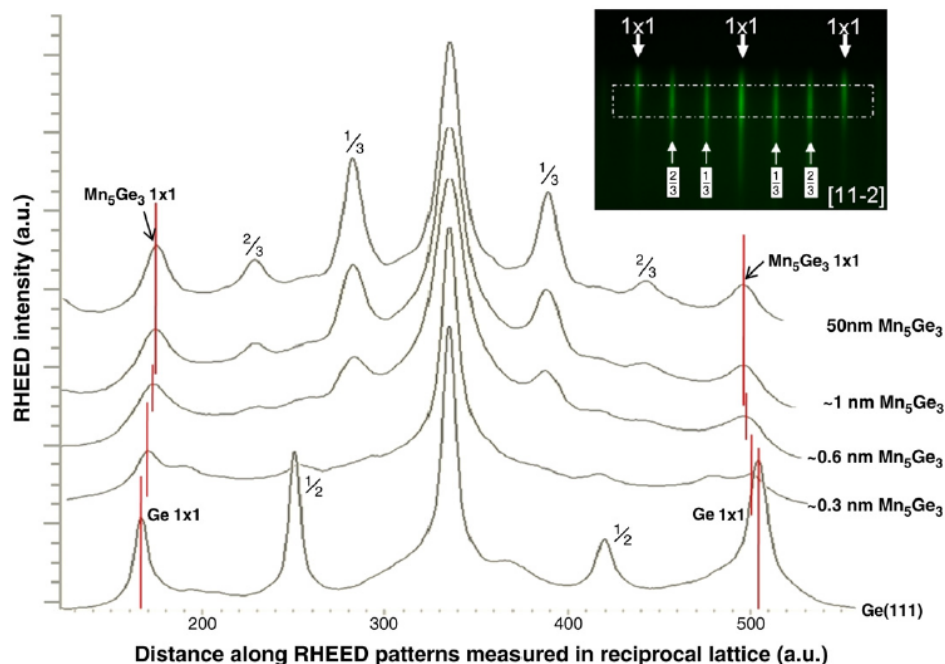 1x1 1x1 1x1
2/3 1/3 1/3 2/3
[11-2]
RHEED intensity (a.u.)
Mn5Ge3 1x1
2/3
1/3
1/3
2/3
Mn5Ge3 1x1
50nm Mn5Ge3
~1 nm Mn5Ge3
~0.6 nm Mn5Ge3
~0.3 nm Mn5Ge3
Ge 1x1
1/2
1/2
Ge 1x1
Ge(111)
200 300 400 500
Distance along RHEED patterns measured in reciprocal lattice (a.u.)